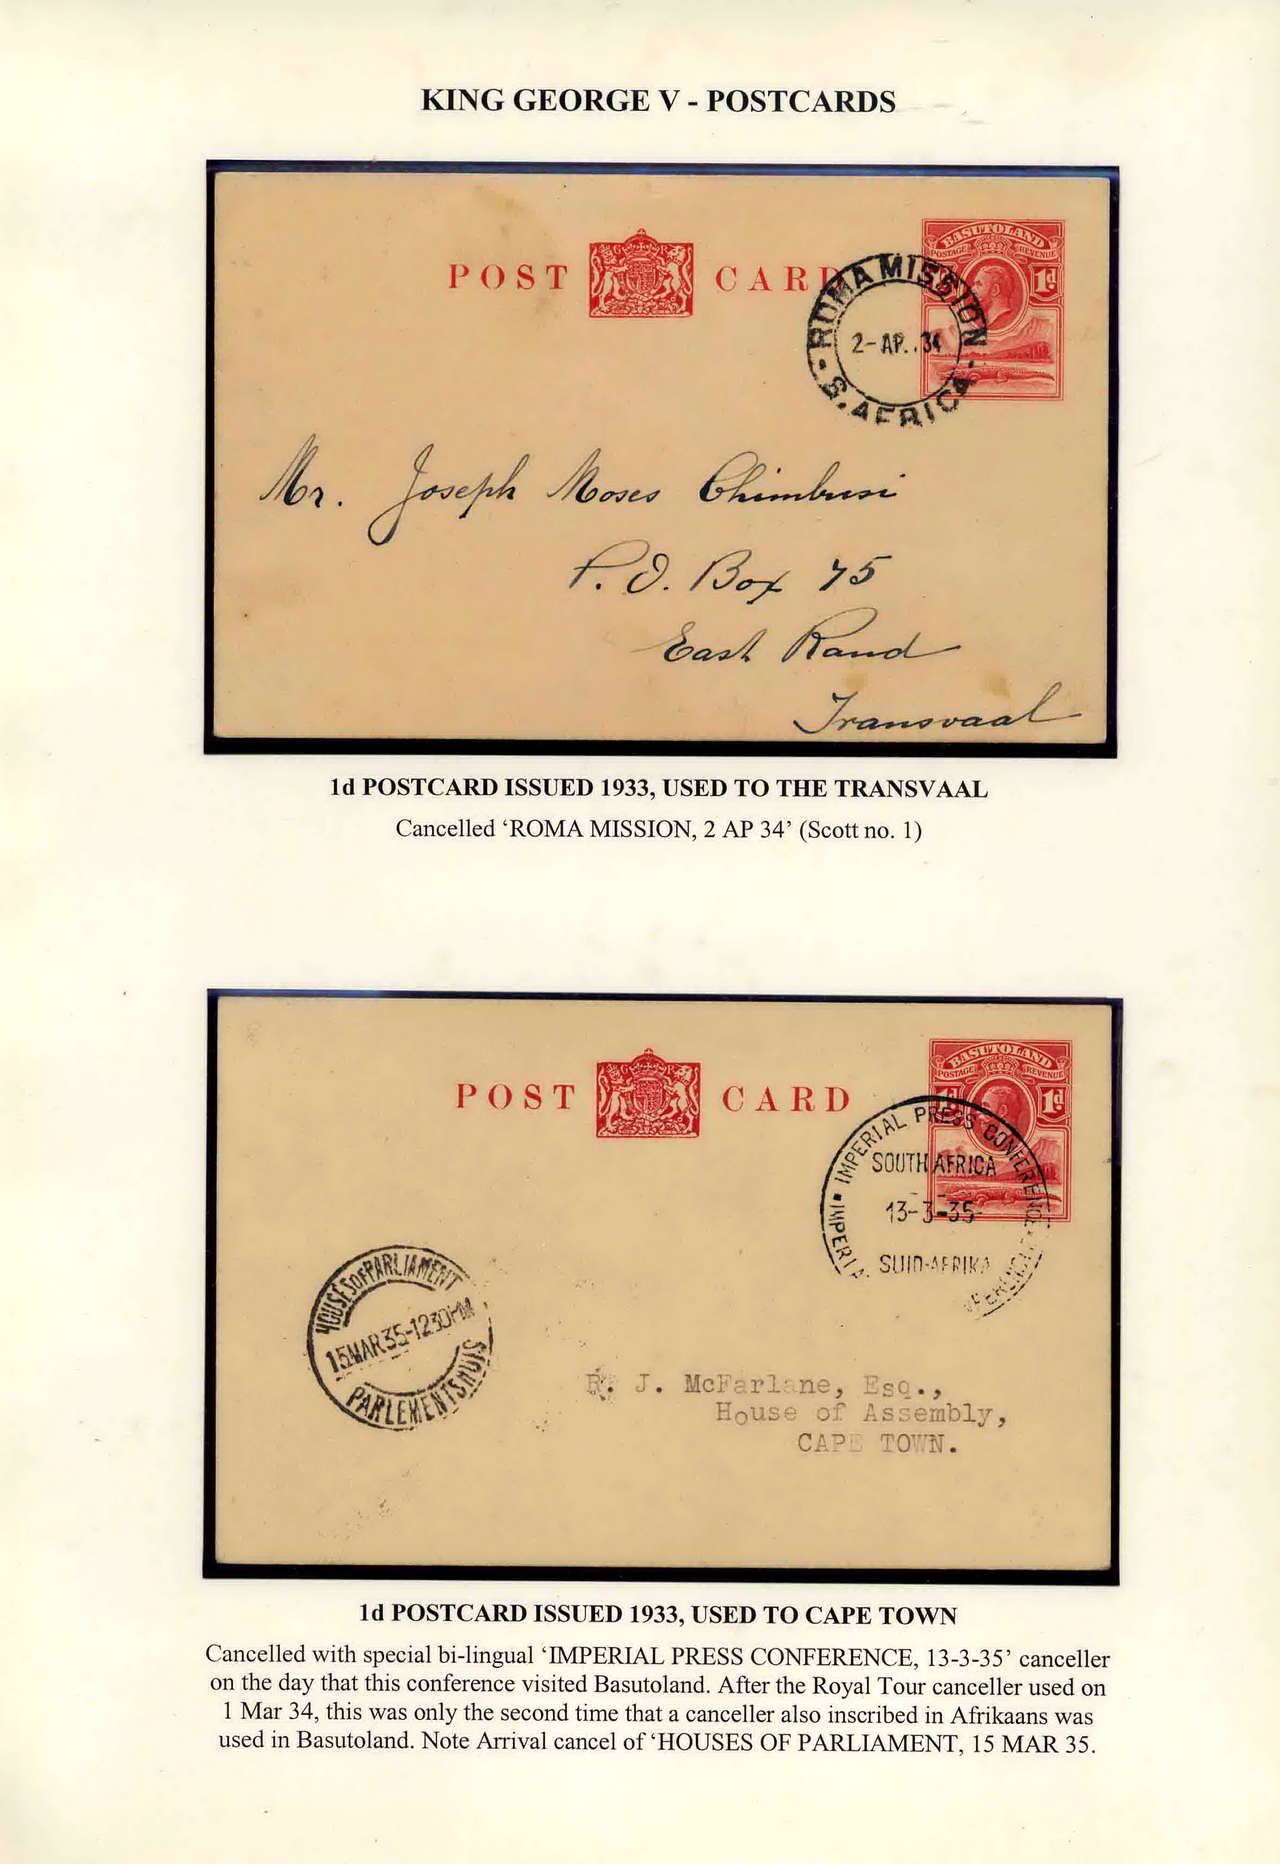 KING GEORGE V - POSTCARDS
POST CARD
BASUTOLAND
POSTAGE REVENUE
1d
ROMA MISSION
2-AP..34
S. AFRICA
Mr. Joseph Moses Chimbusi
P. O. Box 75
East Rand
Transvaal
1d POSTCARD ISSUED 1933, USED TO THE TRANSVAAL
Cancelled ‘ROMA MISSION, 2 AP 34’ (Scott no. 1)
POST CARD
BASUTOLAND
POSTAGE REVENUE
1d 1d
IMPERIAL PRESS CONFERENCE
SOUTH AFRICA
13-3-35
SUID-AFRIKA
HOUSES OF PARLIAMENT
15 MAR 35-12 30 PM
PARLEMENTSHUIS
R. J. McFarlane, Esq.,
House of Assembly,
CAPE TOWN.
1d POSTCARD ISSUED 1933, USED TO CAPE TOWN
Cancelled with special bi-lingual ‘IMPERIAL PRESS CONFERENCE, 13-3-35’ canceller
on the day that this conference visited Basutoland. After the Royal Tour canceller used on
1 Mar 34, this was only the second time that a canceller also inscribed in Afrikaans was
used in Basutoland. Note Arrival cancel of ‘HOUSES OF PARLIAMENT, 15 MAR 35.